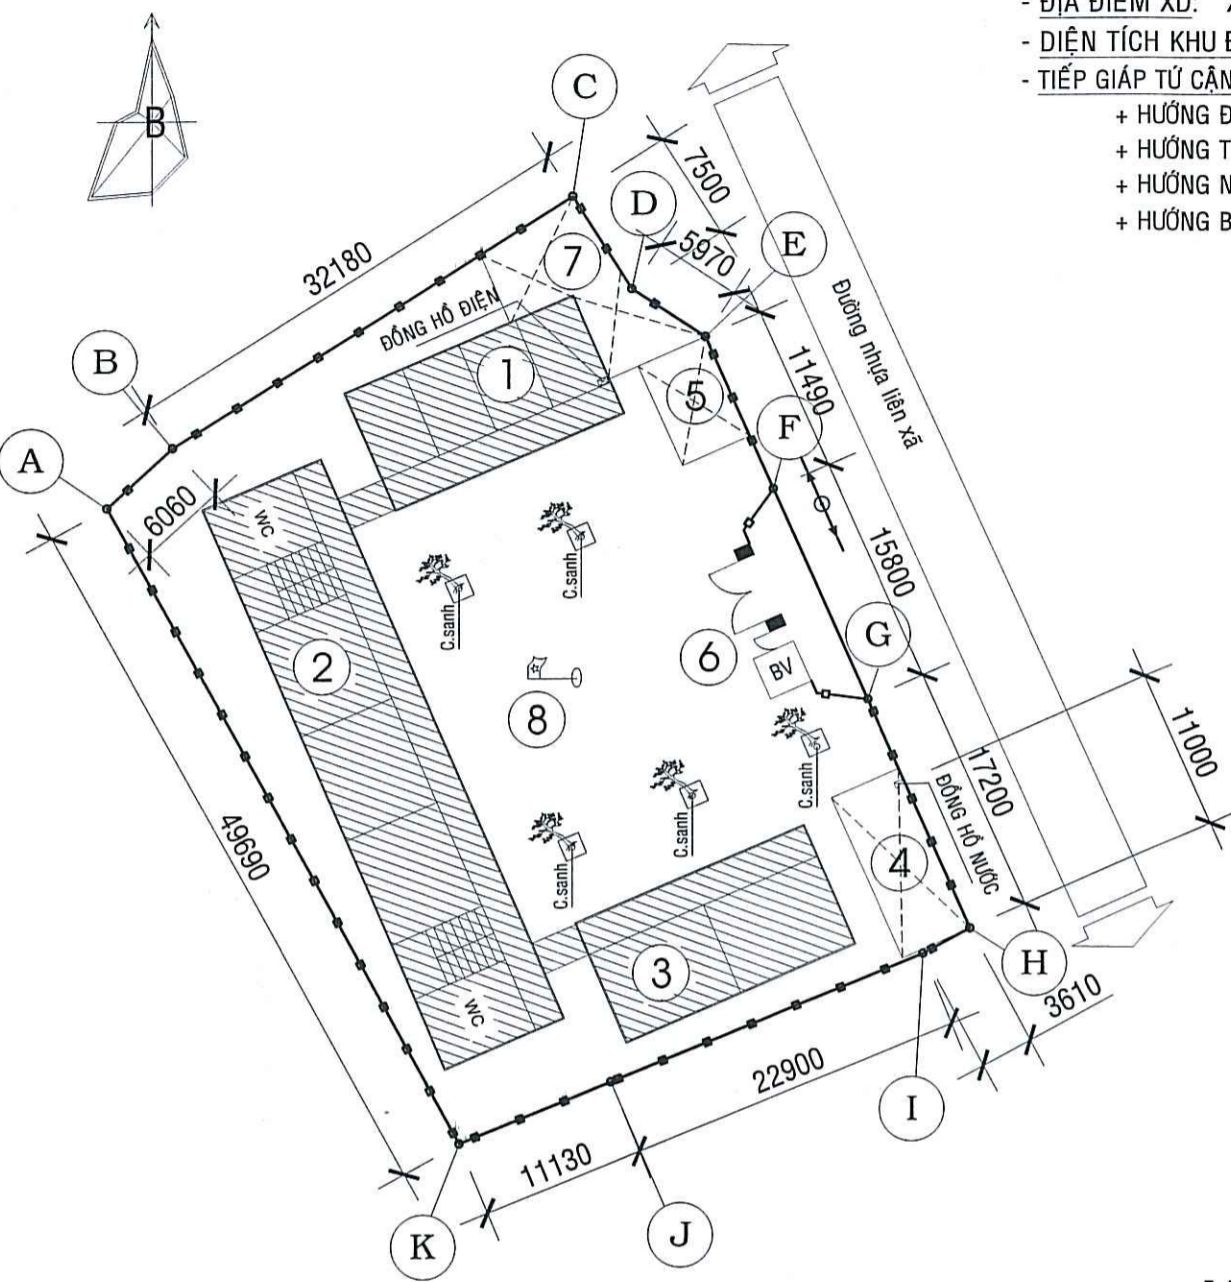 - ĐỊA ĐIỂM XD:
- DIỆN TÍCH KHU
- TIẾP GIÁP TỨ CẬN
+ HƯỚNG
+ HƯỚNG T
+ HƯỚNG N
+ HƯỚNG B
B
C
7500
D
5970
E
7
32180
ĐỒNG HỒ ĐIỆN
Đường nhựa liên xã
B
1
5
11490
F
A
6060
WC
C.sanh
C.sanh
15800
G
2
6
BV
8
11000
C.sanh
17200
ĐỒNG HỒ NƯỚC
C.sanh
49690
C.sanh
4
3
H
WC
3610
22900
I
11130
J
K